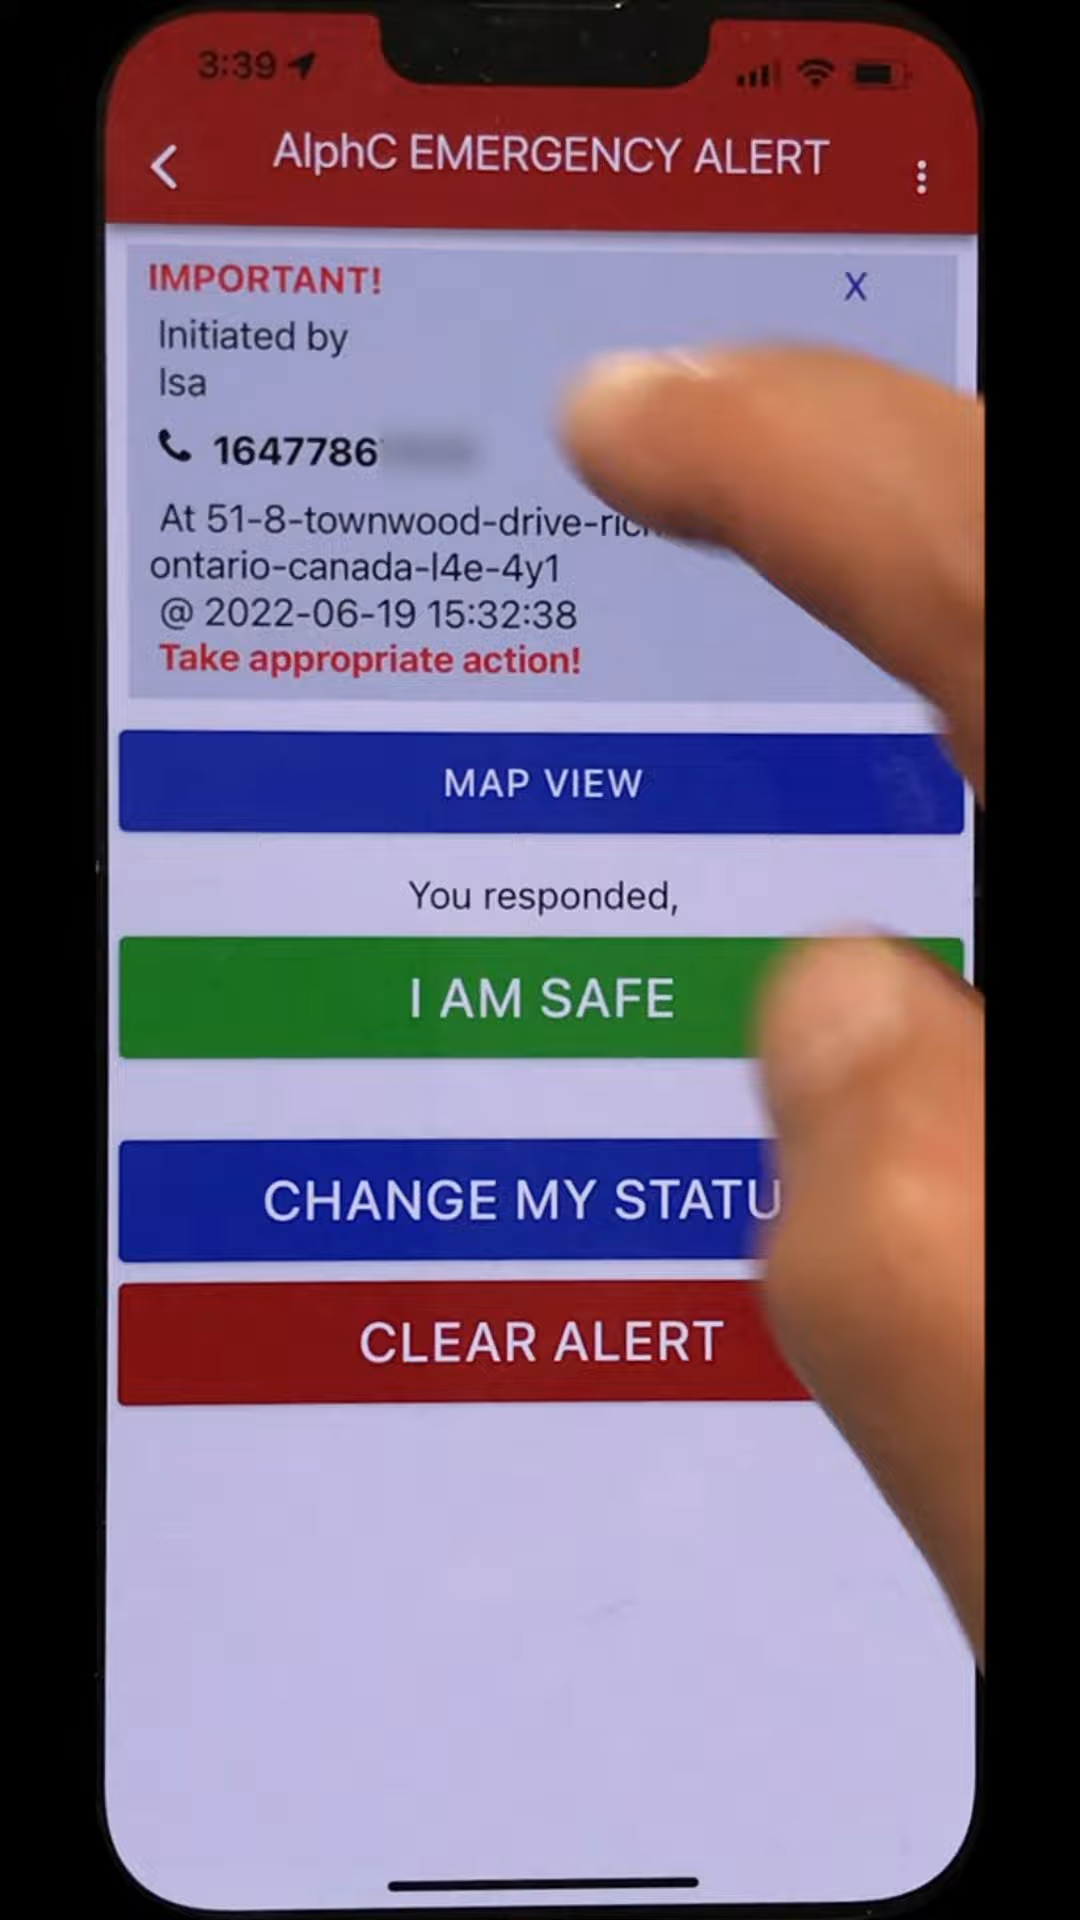 3:39
AlphC EMERGENCY ALERT
IMPORTANT!
X
Initiated by
Isa
1647786
At 51-8-townwood-drive-
ontario-canada-l4e-4y1
@ 2022-06-19 15:32:38
Take appropriate action!
MAP VIEW
You responded,
I AM SAFE
CHANGE MY
CLEAR ALERT